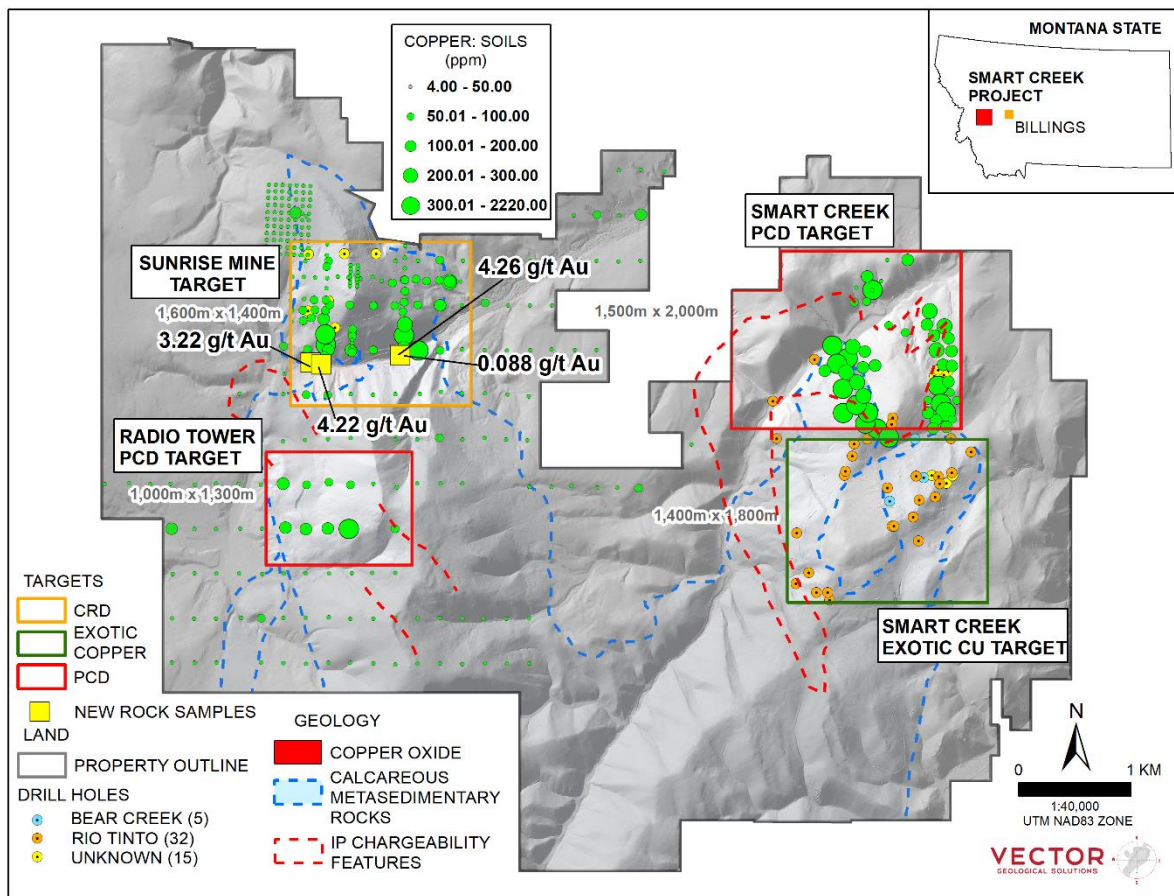 COPPER: SOILS
(ppm)
4.00 - 50.00
50.01 - 100.00
100.01 - 200.00
200.01 - 300.00
300.01 - 2220.00
MONTANA STATE
SMART CREEK
PROJECT
BILLINGS
SUNRISE MINE
TARGET
1,600m x 1,400m
3.22 g/t Au
4.22 g/t Au
4.26 g/t Au
0.088 g/t Au
SMART CREEK
PCD TARGET
1,500m x 2,000m
RADIO TOWER
PCD TARGET
1,000m x 1,300m
1,400m x 1,800m
SMART CREEK
EXOTIC CU TARGET
TARGETS
CRD
EXOTIC
COPPER
PCD
NEW ROCK SAMPLES
LAND
PROPERTY OUTLINE
DRILL HOLES
BEAR CREEK (5)
RIO TINTO (32)
UNKNOWN (15)
GEOLOGY
COPPER OXIDE
CALCAREOUS
METASEDIMENTARY
ROCKS
IP CHARGEABILITY
FEATURES
N
0 1 KM
1:40,000
UTM NAD83 ZONE
VECTOR
GEOLOGICAL SOLUTIONS